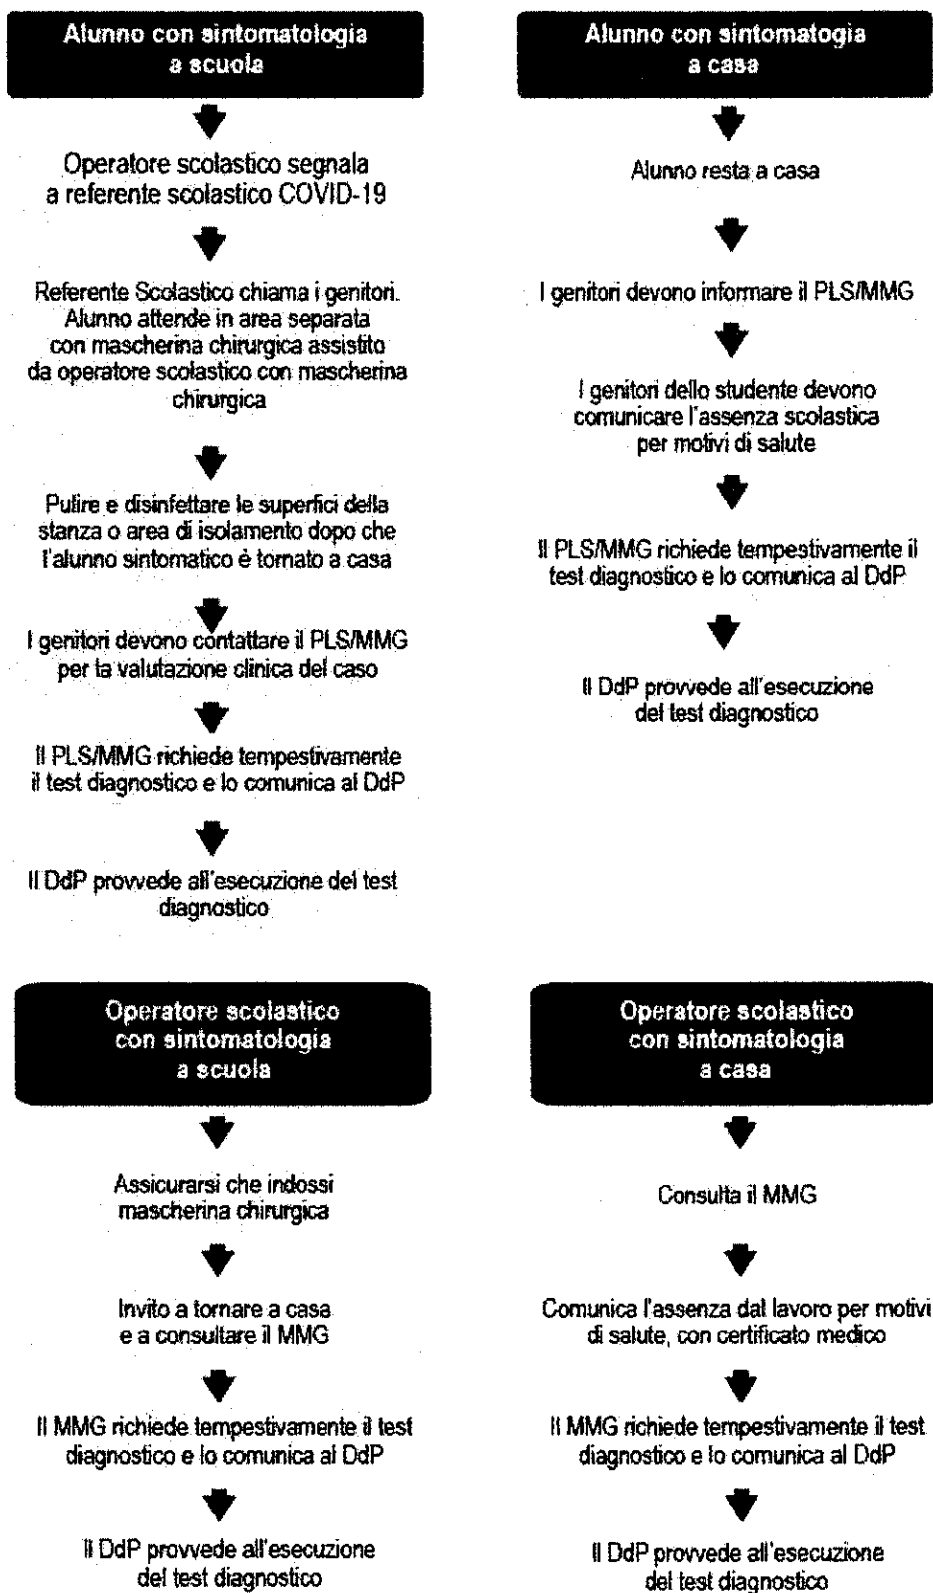 Alunno con sintomatologia
a scuola
Operatore scolastico segnala
a referente scolastico COVID-19
Referente Scolastico chiama i genitori.
Alunno attende in area separata
con mascherina chirurgica assistito
da operatore scolastico con mascherina
chirurgica
Pulire e disinfettare le superfici della
stanza o area di isolamento dopo che
l'alunno sintomatico è tornato a casa
I genitori devono contattare il PLS/MMG
per la valutazione clinica del caso
Il PLS/MMG richiede tempestivamente
il test diagnostico e lo comunica al DdP
Il DdP provvede all'esecuzione del test
diagnostico
Alunno con sintomatogia
a casa
Alunno resta a casa
I genitori devono informare il PLS/MMG
I genitori dello studente devono
comunicare l'assenza scolastica
per motivi di salute
Il PLS/MMG richiede tempestivamente il
test diagnostico e lo comunica al DdP
Il DdP provvede all'esecuzione
del test diagnostico
Operatore scolastico
con sintomatologia
a scuola
Assicurarsi che indossi
mascherina chirurgica
Invito a tornare a casa
e a consultare il MMG
Il MMG richiede tempestivamente il test
diagnostico e lo comunica al DdP
Il DdP provvede all'esecuzione
del test diagnostico
Operatore scolastico
con sintomatologia
a casa
Consulta il MMG
Comunica l'assenza dal lavoro per motivi
di salute, con certificato medico
Il MMG richiede tempestivamente il test
diagnostico e lo comunica al DdP
Il DdP provvede all'esecuzione
del test diagnostico